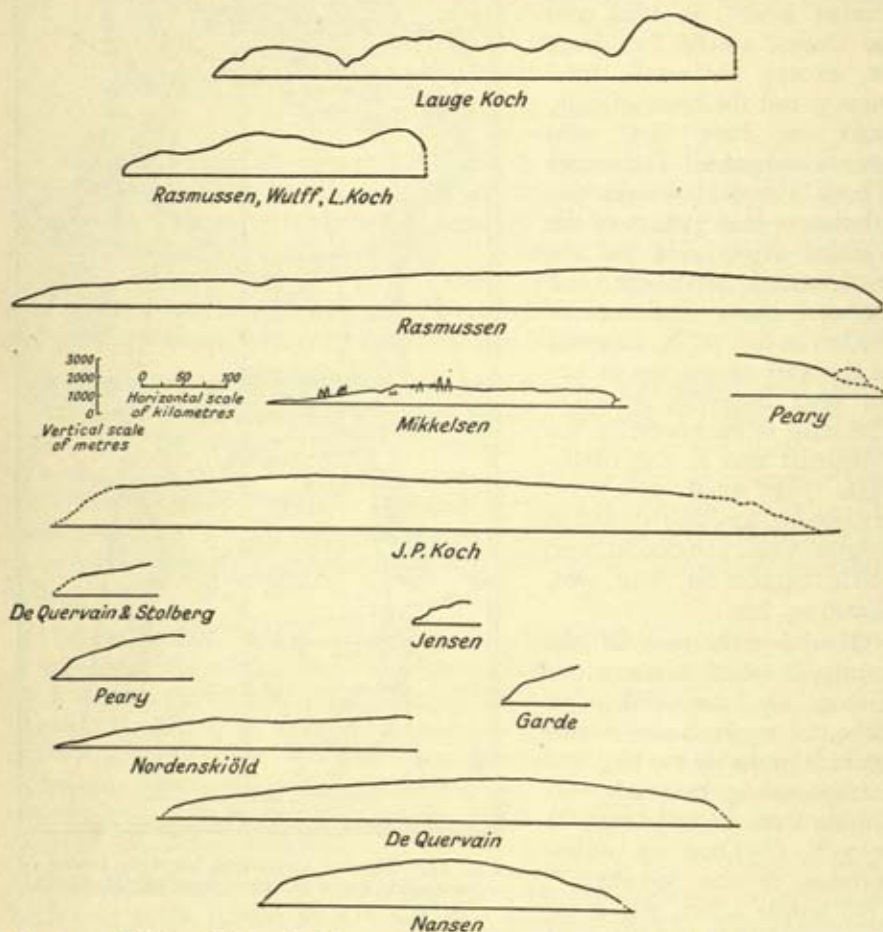 Lauge Koch
Rasmussen, Wulff, L.Koch
Rasmussen
3000
2000
1000
0
Vertical scale
of metres
0 50 100
Horizontal scale
of kilometres
Mikkelsen
Peary
J.P. Koch
De Quervain & Stolberg
Jensen
Peary
Garde
Nordenskiöld
De Quervain
Nansen